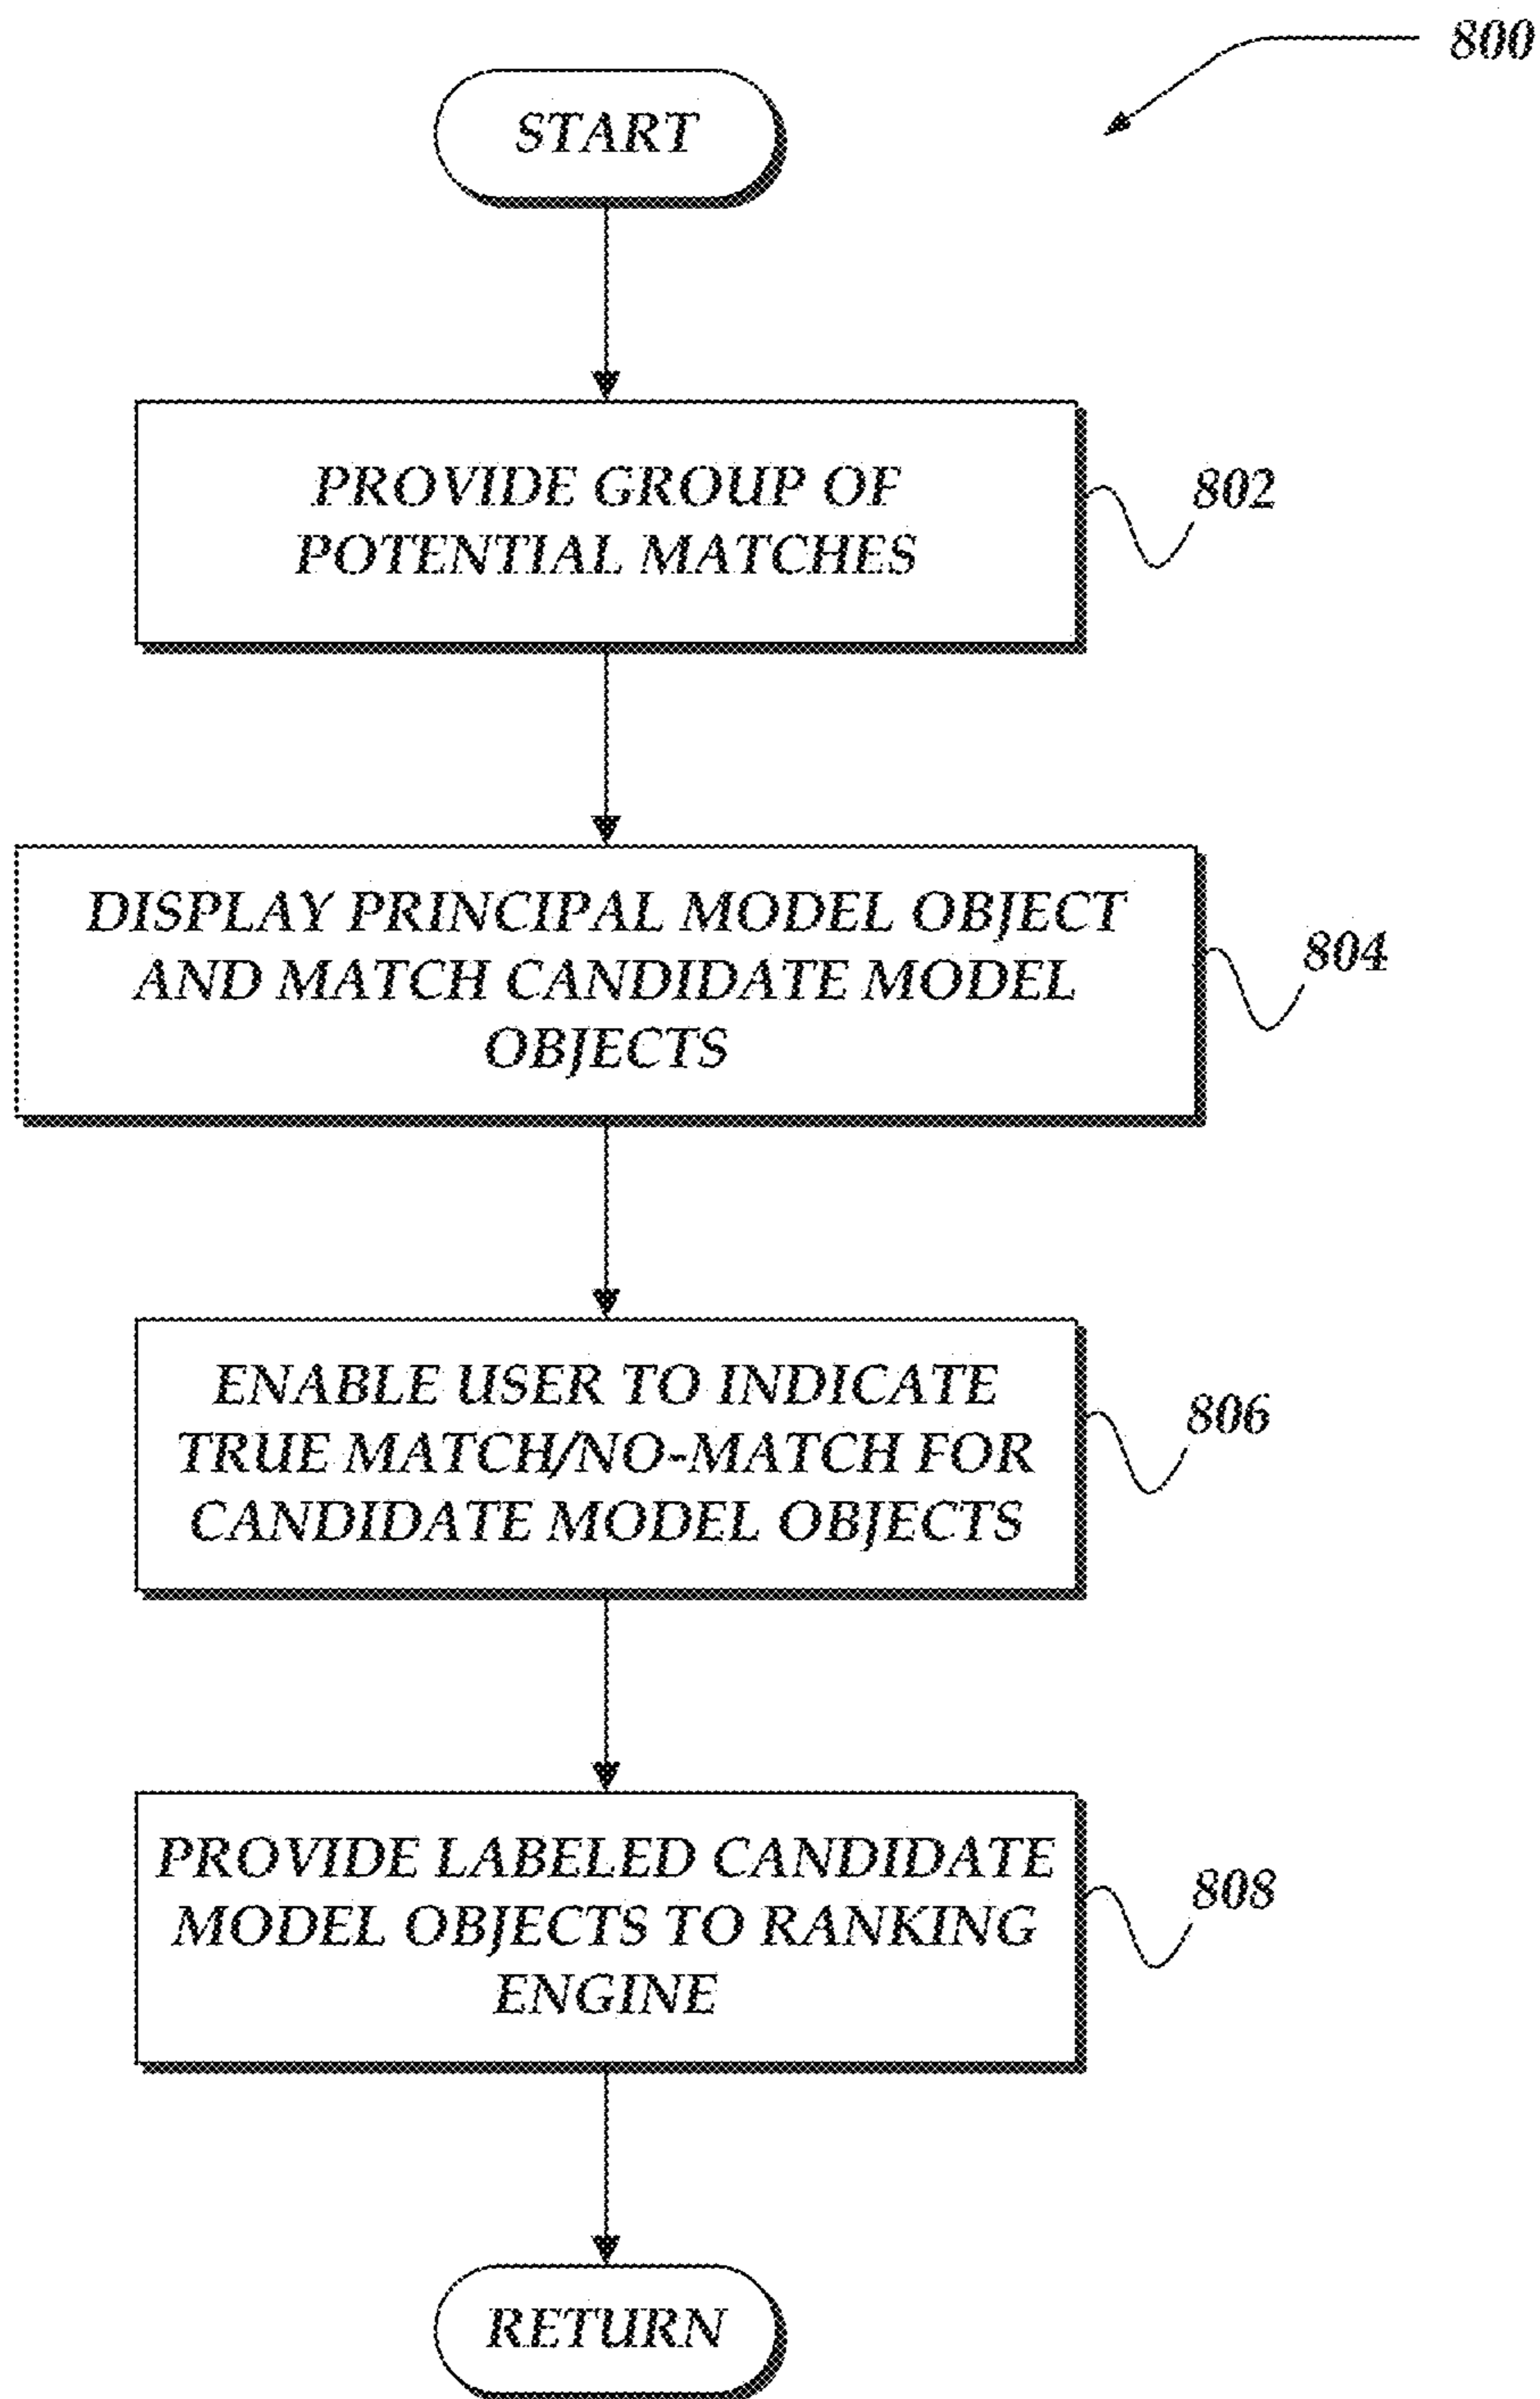 800
START
PROVIDE GROUP OF
POTENTIAL MATCHES
802
DISPLAY PRINCIPAL MODEL OBJECT
AND MATCH CANDIDATE MODEL
OBJECTS
804
ENABLE USER TO INDICATE
TRUE MATCH/NO-MATCH FOR
CANDIDATE MODEL OBJECTS
806
PROVIDE LABELED CANDIDATE
MODEL OBJECTS TO RANKING
ENGINE
808
RETURN